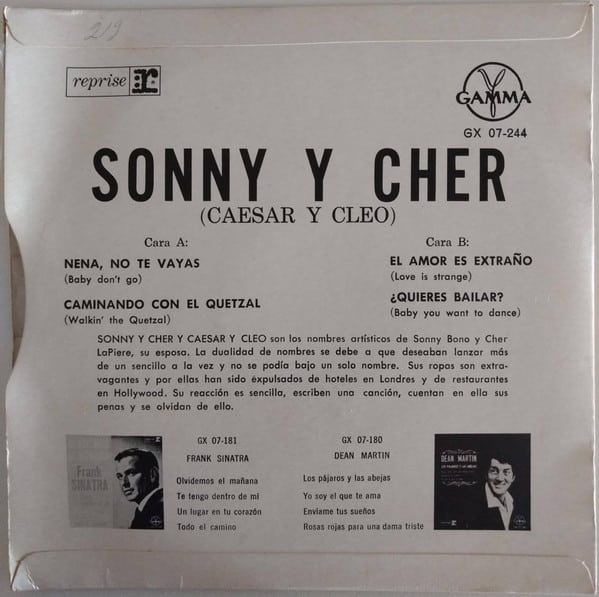 219
reprise r
GAMMA
GX 07-244
SONNY Y CHER
(CAESAR Y CLEO)
Cara A:
NENA, NO TE VAYAS
(Baby don't go)
CAMINANDO CON EL QUETZAL
(Walkin' the Quetzal)
Cara B:
EL AMOR ES EXTRAÑO
(Love is strange)
¿QUIERES BAILAR?
(Baby you want to dance)
SONNY Y CHER Y CAESAR Y CLEO son los nombres artísticos de Sonny Bono y Cher
LaPiere, su esposa. La dualidad de nombres se debe a que deseaban lanzar más
de un sencillo a la vez y no se podía bajo un solo nombre. Sus ropas son extra-
vagantes y por ellas han sido expulsados de hoteles en Londres y de restaurantes
en Hollywood. Su reacción es sencilla, escriben una canción, cuentan en ella sus
penas y se olvidan de ello.
Frank
SINATRA
GX 07-181
FRANK SINATRA
Olvidemos el mañana
Te tengo dentro de mi
Un lugar en tu corazón
Todo el camino
GX 07-180
DEAN MARTIN
Los pájaros y las abejas
Yo soy el que te ama
Envíame tus sueños
Rosas rojas para una dama triste
DEAN MARTIN